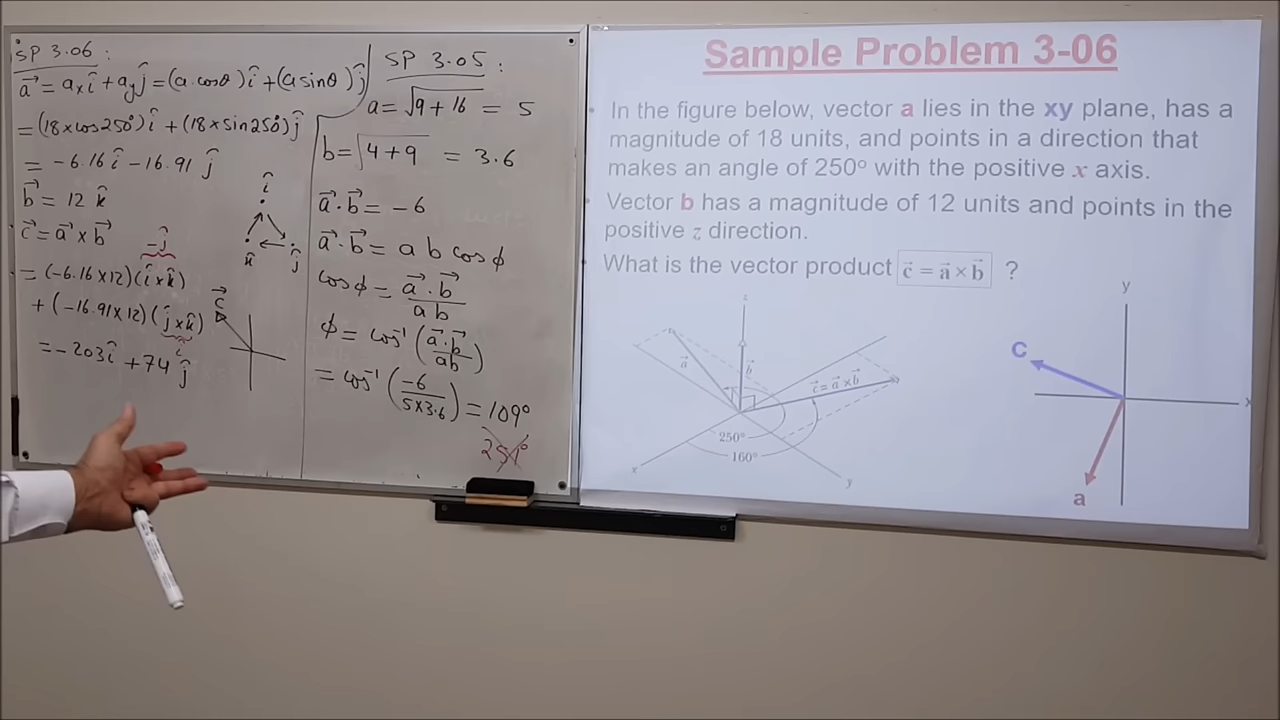 SP 3.06 :
a⃗ = aₓ î + a_y ĵ = (a cosθ) î + (a sinθ) ĵ
= (18×cos250°) î + (18×sin250°) ĵ
= -6.16 î - 16.91 ĵ
b⃗ = 12 k̂
c⃗ = a⃗ × b⃗
-ĵ
= (-6.16×12)(î×k̂)
+ (-16.91×12)(ĵ×k̂)
î
= -203 î + 74 ĵ
î
k̂
ĵ
c⃗
SP 3.05 :
a = √9+16 = 5
b = √4+9 = 3.6
a⃗·b⃗ = -6
a⃗·b⃗ = a b cos ϕ
cos ϕ = a⃗·b⃗ / ab
ϕ = cos⁻¹ (a⃗·b⃗ / ab)
= cos⁻¹ (-6 / 5×3.6) = 109°
251°
Sample Problem 3-06
• In the figure below, vector a lies in the xy plane, has a
magnitude of 18 units, and points in a direction that
makes an angle of 250° with the positive x axis.
• Vector b has a magnitude of 12 units and points in the
positive z direction.
• What is the vector product c⃗ = a⃗ × b⃗ ?
z
a⃗
b⃗
c⃗ = a⃗ × b⃗
250°
160°
x
y
y
c
x
a